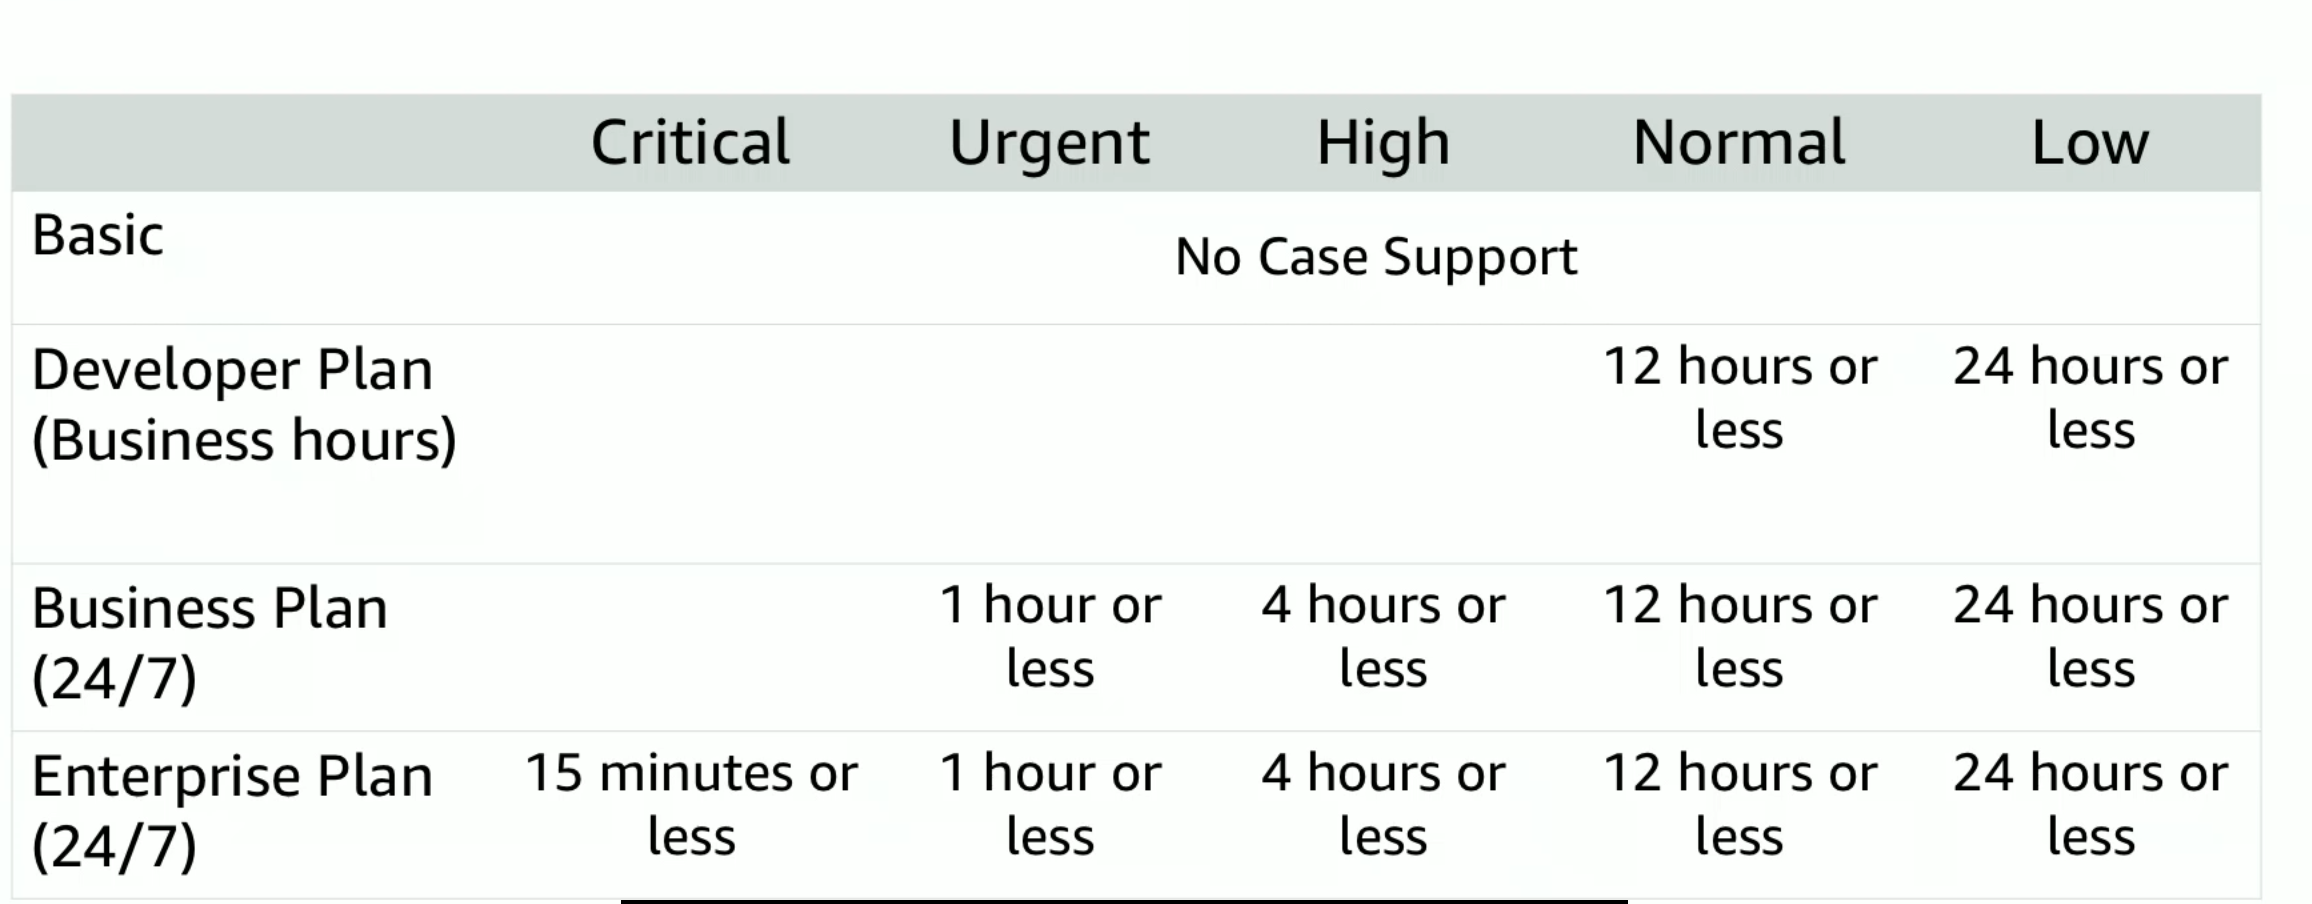 Critical Urgent High Normal Low
Basic
No Case Support
Developer Plan
(Business hours)
12 hours or
less
24 hours or
less
Business Plan
(24/7)
1 hour or
less
4 hours or
less
12 hours or
less
24 hours or
less
Enterprise Plan
(24/7)
15 minutes or
less
1 hour or
less
4 hours or
less
12 hours or
less
24 hours or
less